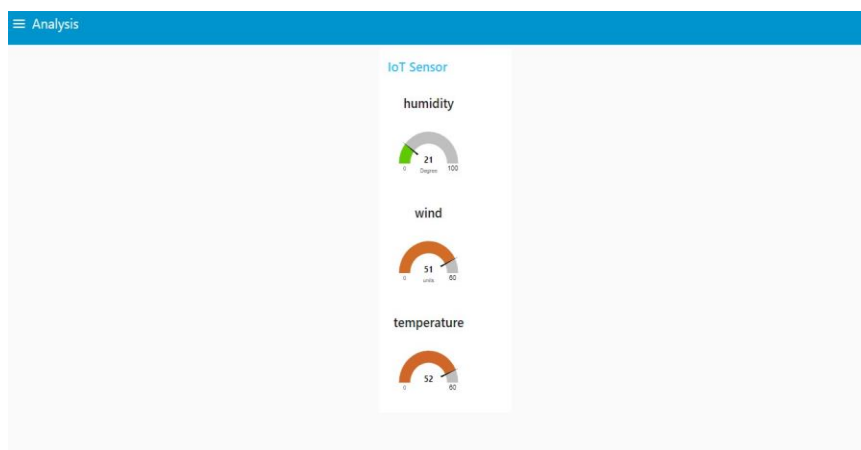 Analysis
IoT Sensor
humidity
21
0 Degree 100
wind
51
0 units 60
temperature
52
0 60